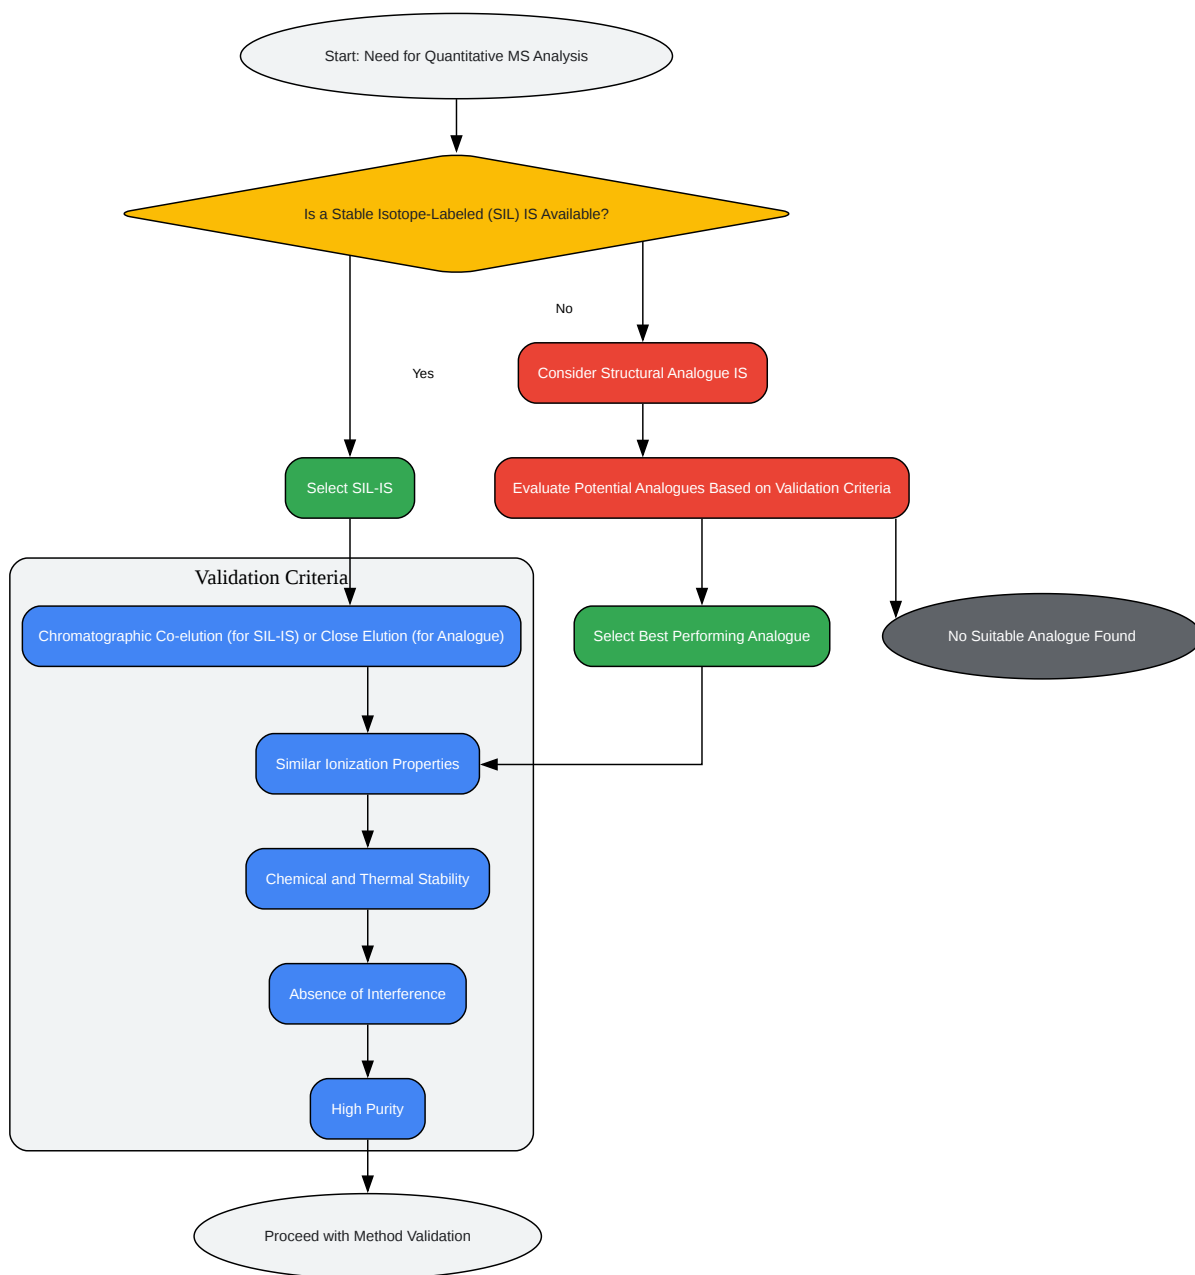 Start: Need for Quantitative MS Analysis
Is a Stable Isotope-Labeled (SIL) IS Available?
No
Yes
Consider Structural Analogue IS
Select SIL-IS
Evaluate Potential Analogues Based on Validation Criteria
Validation Criteria
Chromatographic Co-elution (for SIL-IS) or Close Elution (for Analogue)
Select Best Performing Analogue
No Suitable Analogue Found
Similar Ionization Properties
Chemical and Thermal Stability
Absence of Interference
High Purity
Proceed with Method Validation